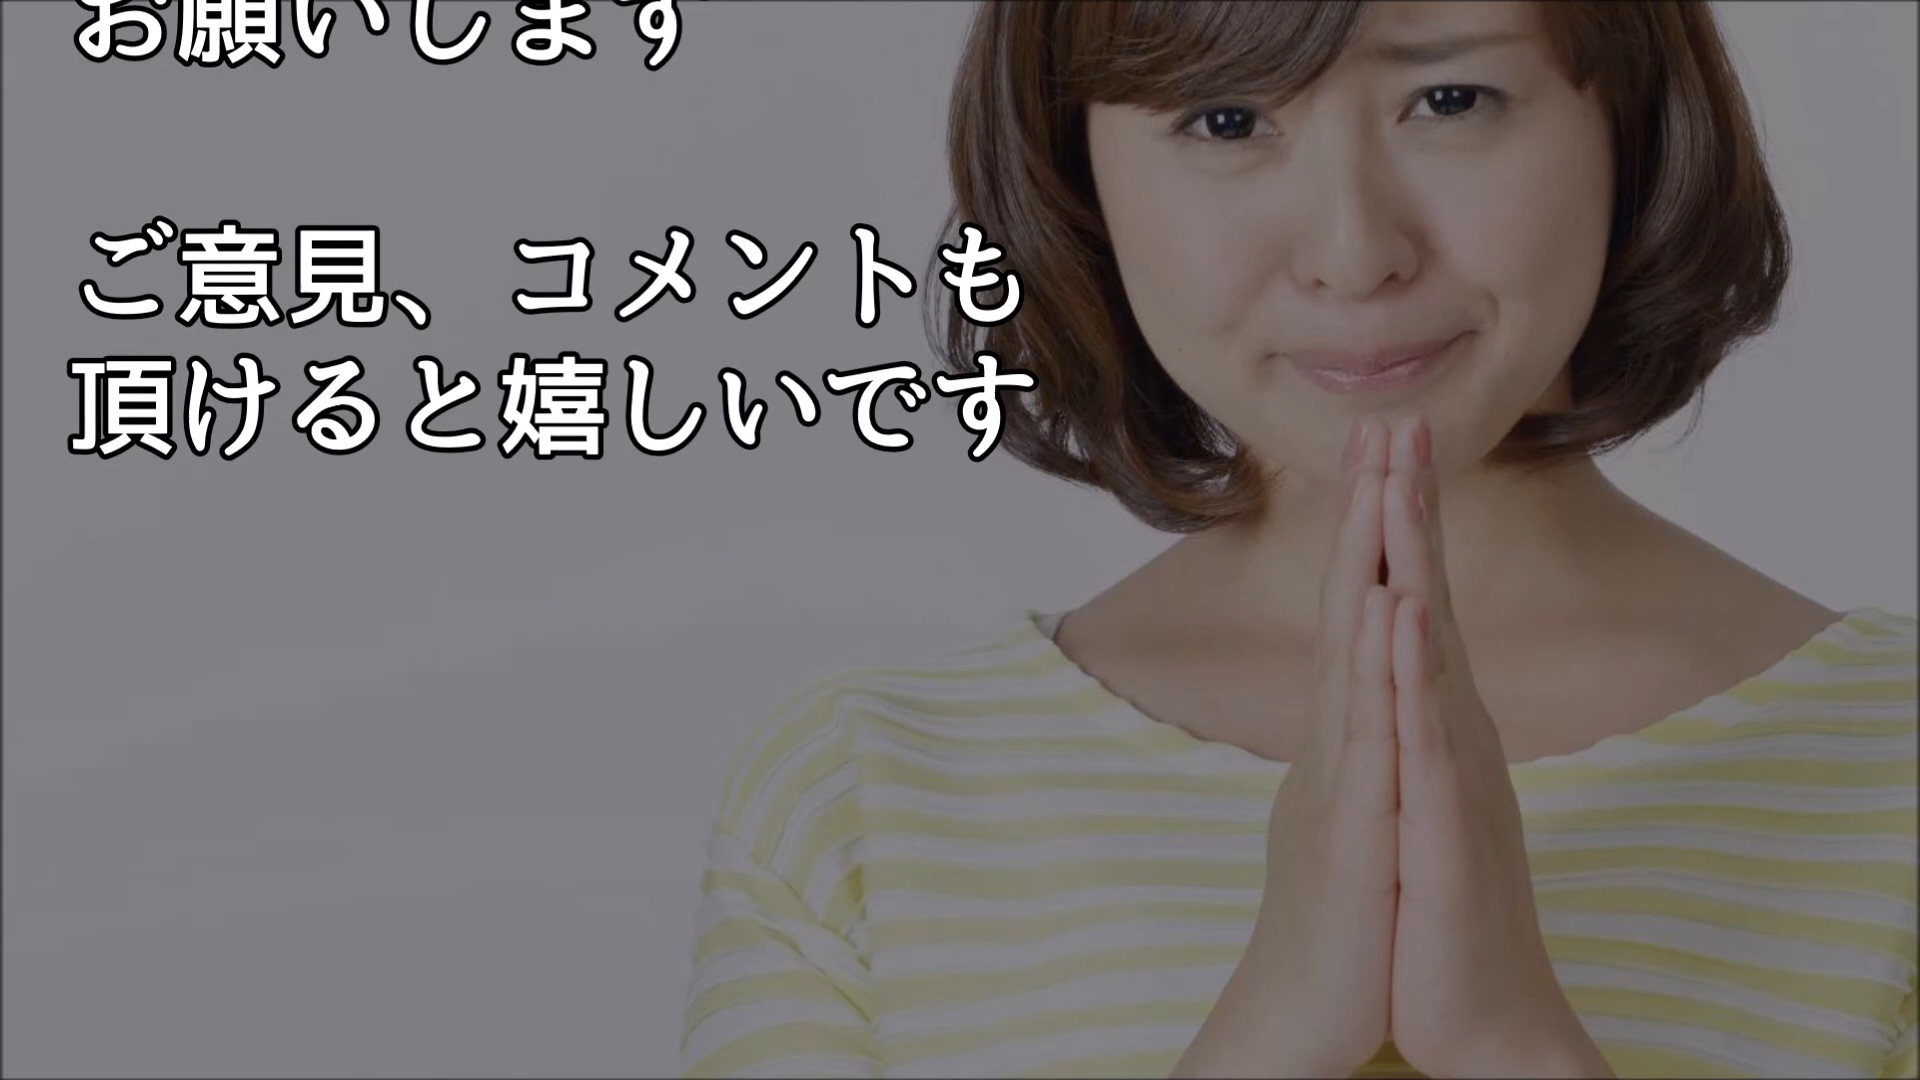 お願いします
ご意見、コメントも
頂けると嬉しいです